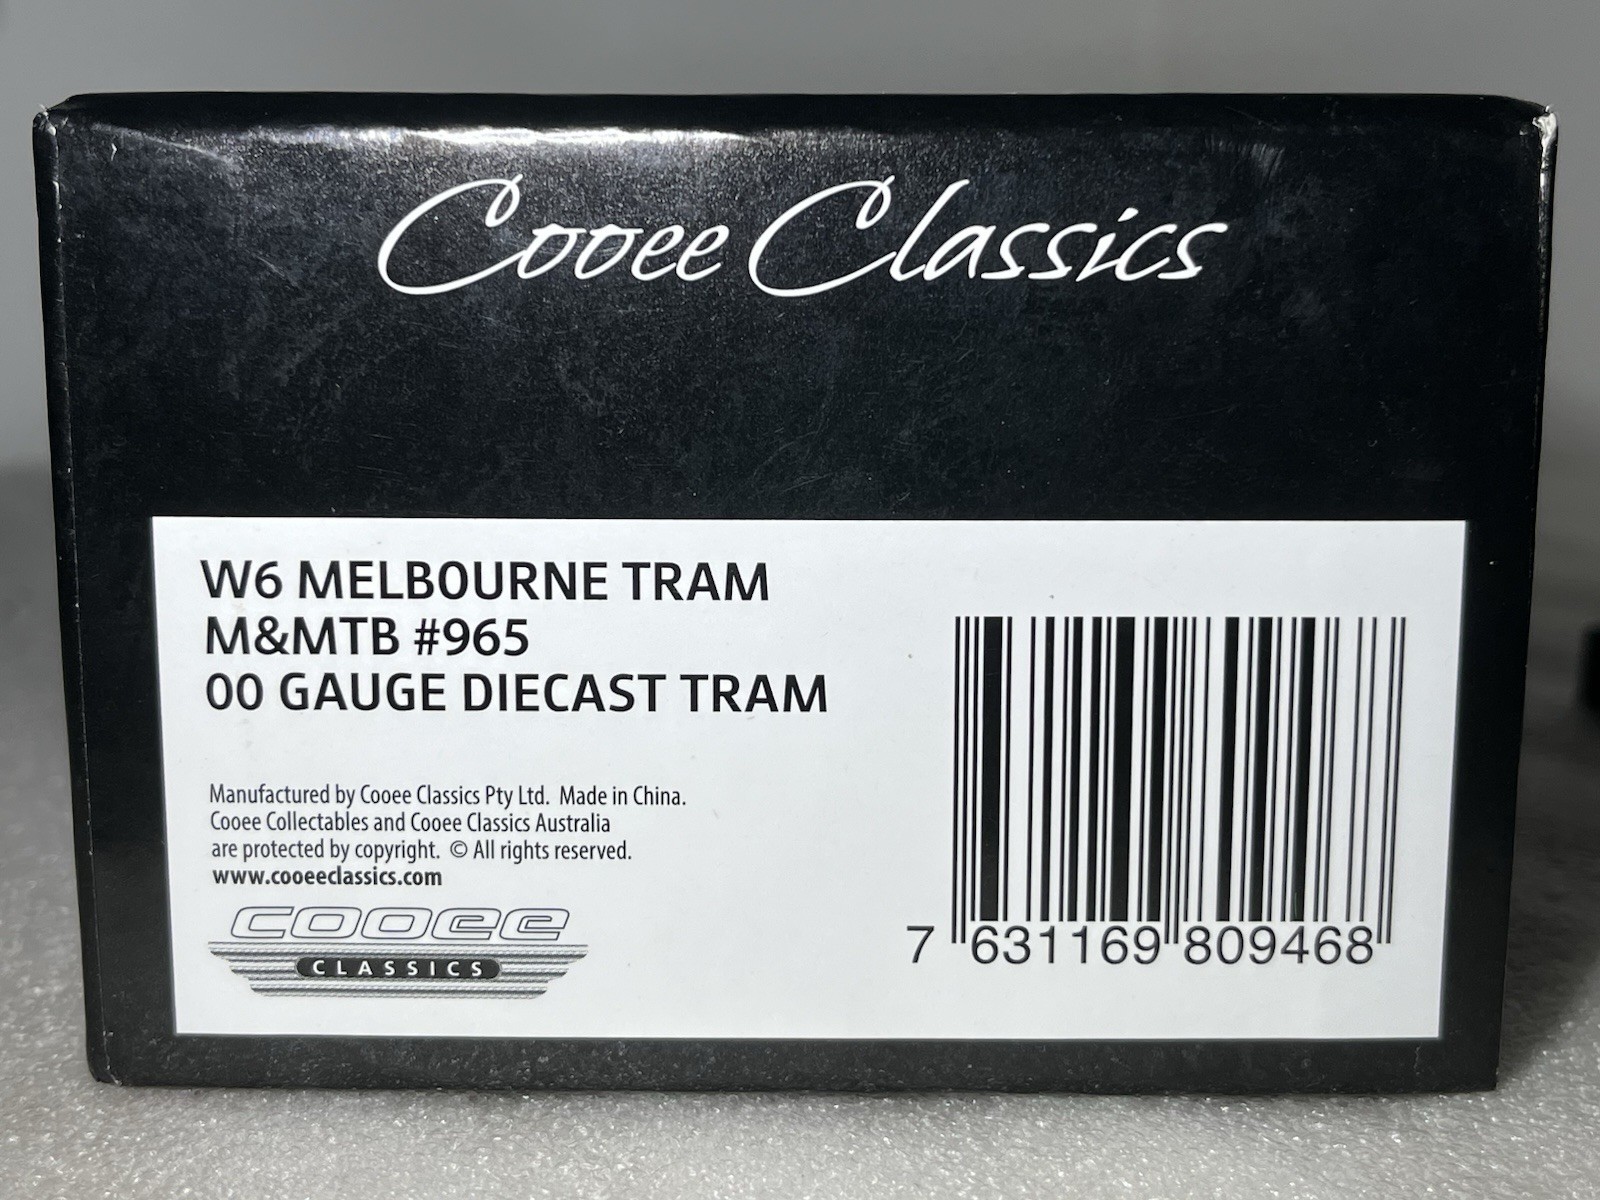 Cooee Classics
W6 MELBOURNE TRAM
M&MTB #965
00 GAUGE DIECAST TRAM
Manufactured by Cooee Classics Pty Ltd. Made in China.
Cooee Collectables and Cooee Classics Australia
are protected by copyright. © All rights reserved.
www.cooeeclassics.com
cooee
CLASSICS
7 631169 809468